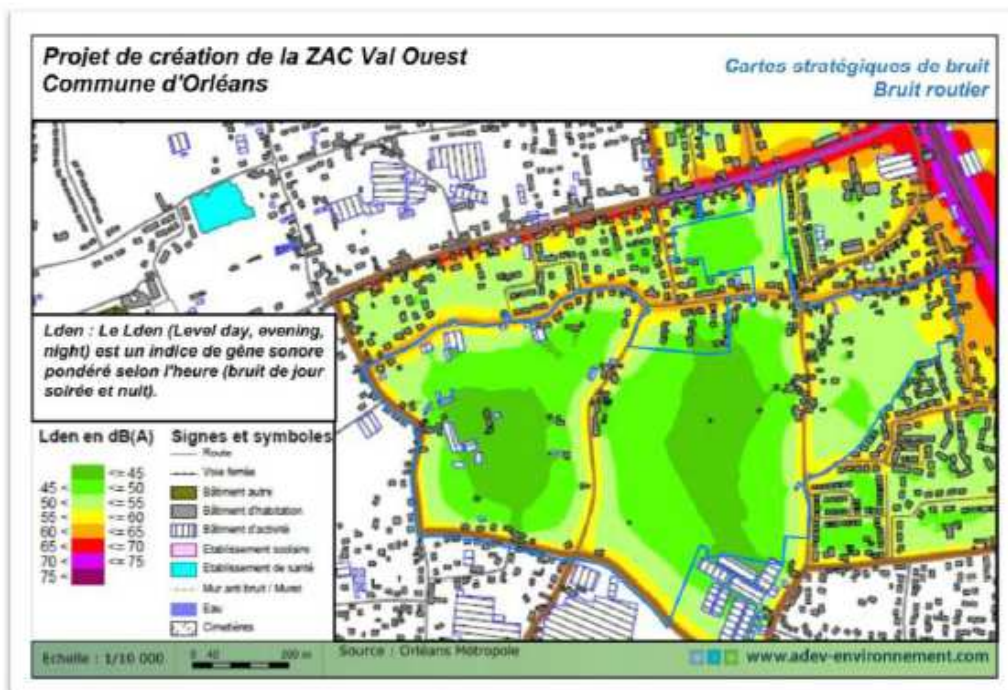 Projet de création de la ZAC Val Ouest
Commune d'Orléans
Cartes stratégiques de bruit
Bruit routier
Lden : Le Lden (Level day, evening,
night) est un indice de gêne sonore
pondéré selon l'heure (bruit de jour
soirée et nuit).
Lden en dB(A)
<= 45
45 < <= 50
50 < <= 55
55 < <= 60
60 < <= 65
65 < <= 70
70 < <= 75
75 <
Signes et symboles
Route
Voie ferrée
Bâtiment autre
Bâtiment d'habitation
Bâtiment d'activité
Etablissement scolaire
Etablissement de santé
Mur anti bruit / Muret
Eau
Cimetières
Echelle : 1/10 000
0 40 200 m
Source : Orléans Métropole
www.adev-environnement.com